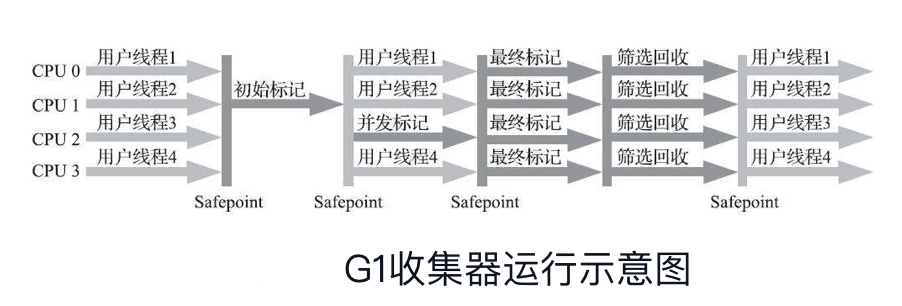 CPU 0 用户线程1 用户线程1 最终标记 筛选回收 用户线程1
CPU 1 用户线程2 初始标记 用户线程2 最终标记 筛选回收 用户线程2
CPU 2 用户线程3 并发标记 最终标记 筛选回收 用户线程3
CPU 3 用户线程4 用户线程4 最终标记 筛选回收 用户线程4
Safepoint Safepoint Safepoint Safepoint
G1收集器运行示意图